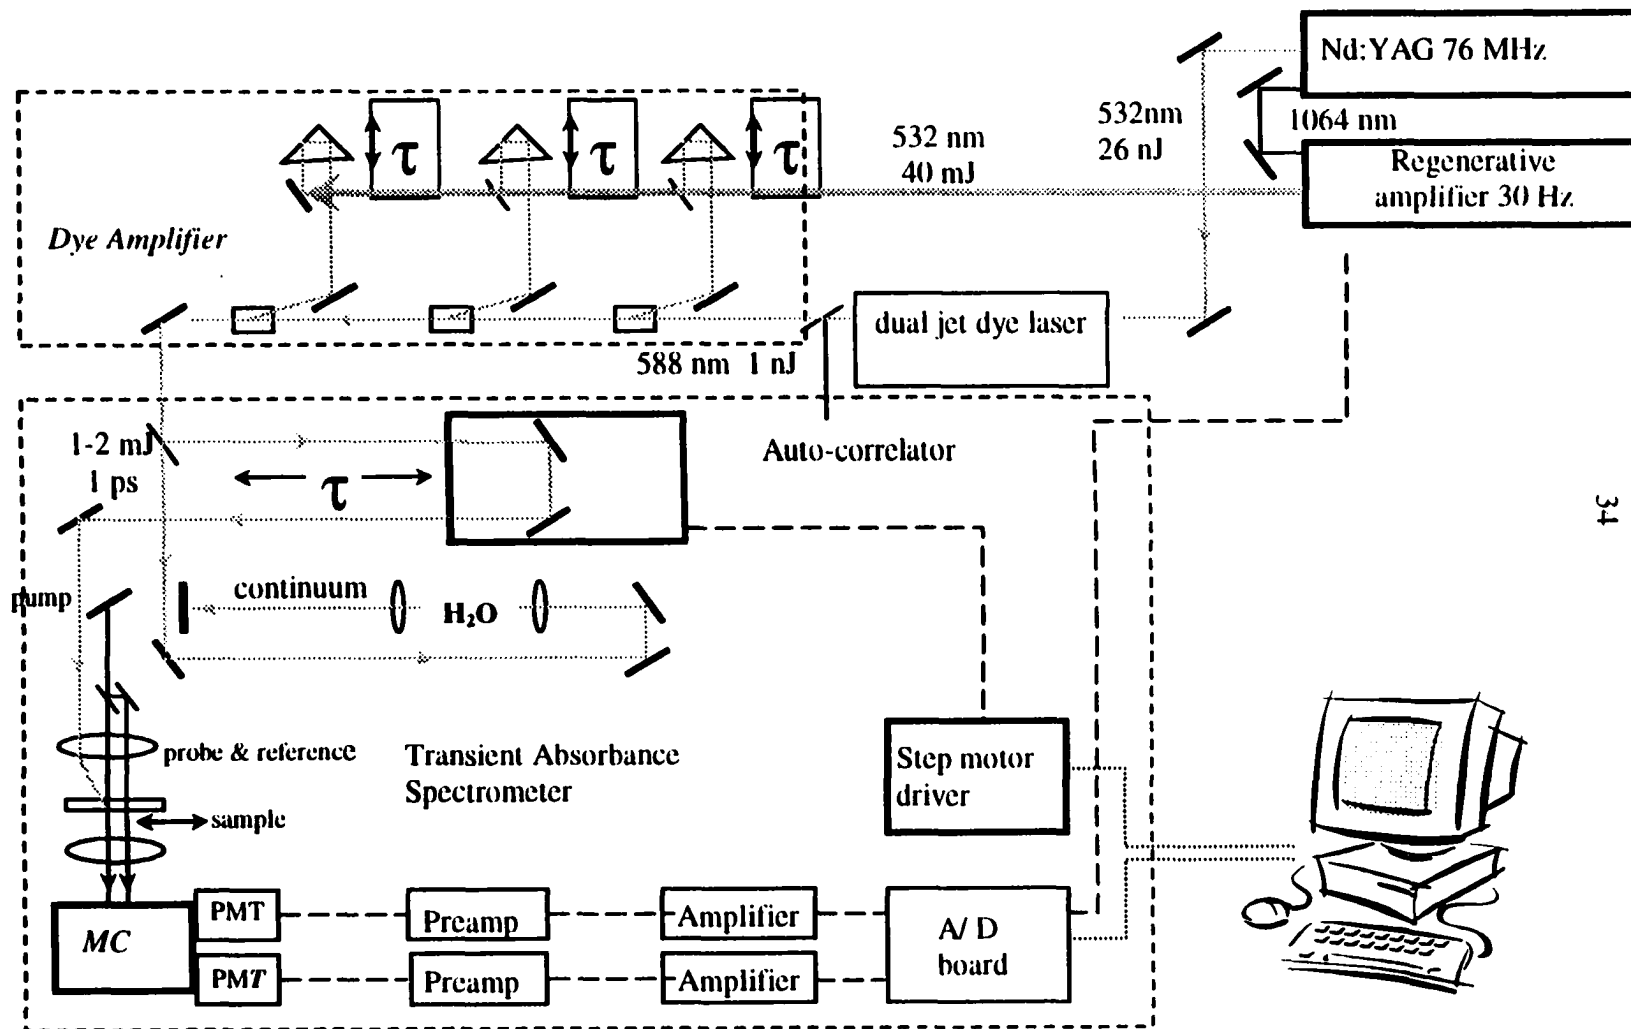 Nd:YAG 76 MHz
532nm
26 nJ
1064 nm
532 nm
40 mJ
Regenerative
amplifier 30 Hz
τ
τ
τ
Dye Amplifier
dual jet dye laser
588 nm 1 nJ
1-2 mJ
1 ps
τ
Auto-correlator
34
pump
continuum
H₂O
probe & reference
Transient Absorbance
Spectrometer
Step motor
driver
sample
MC
PMT
Preamp
Amplifier
A/ D
board
PMT
Preamp
Amplifier